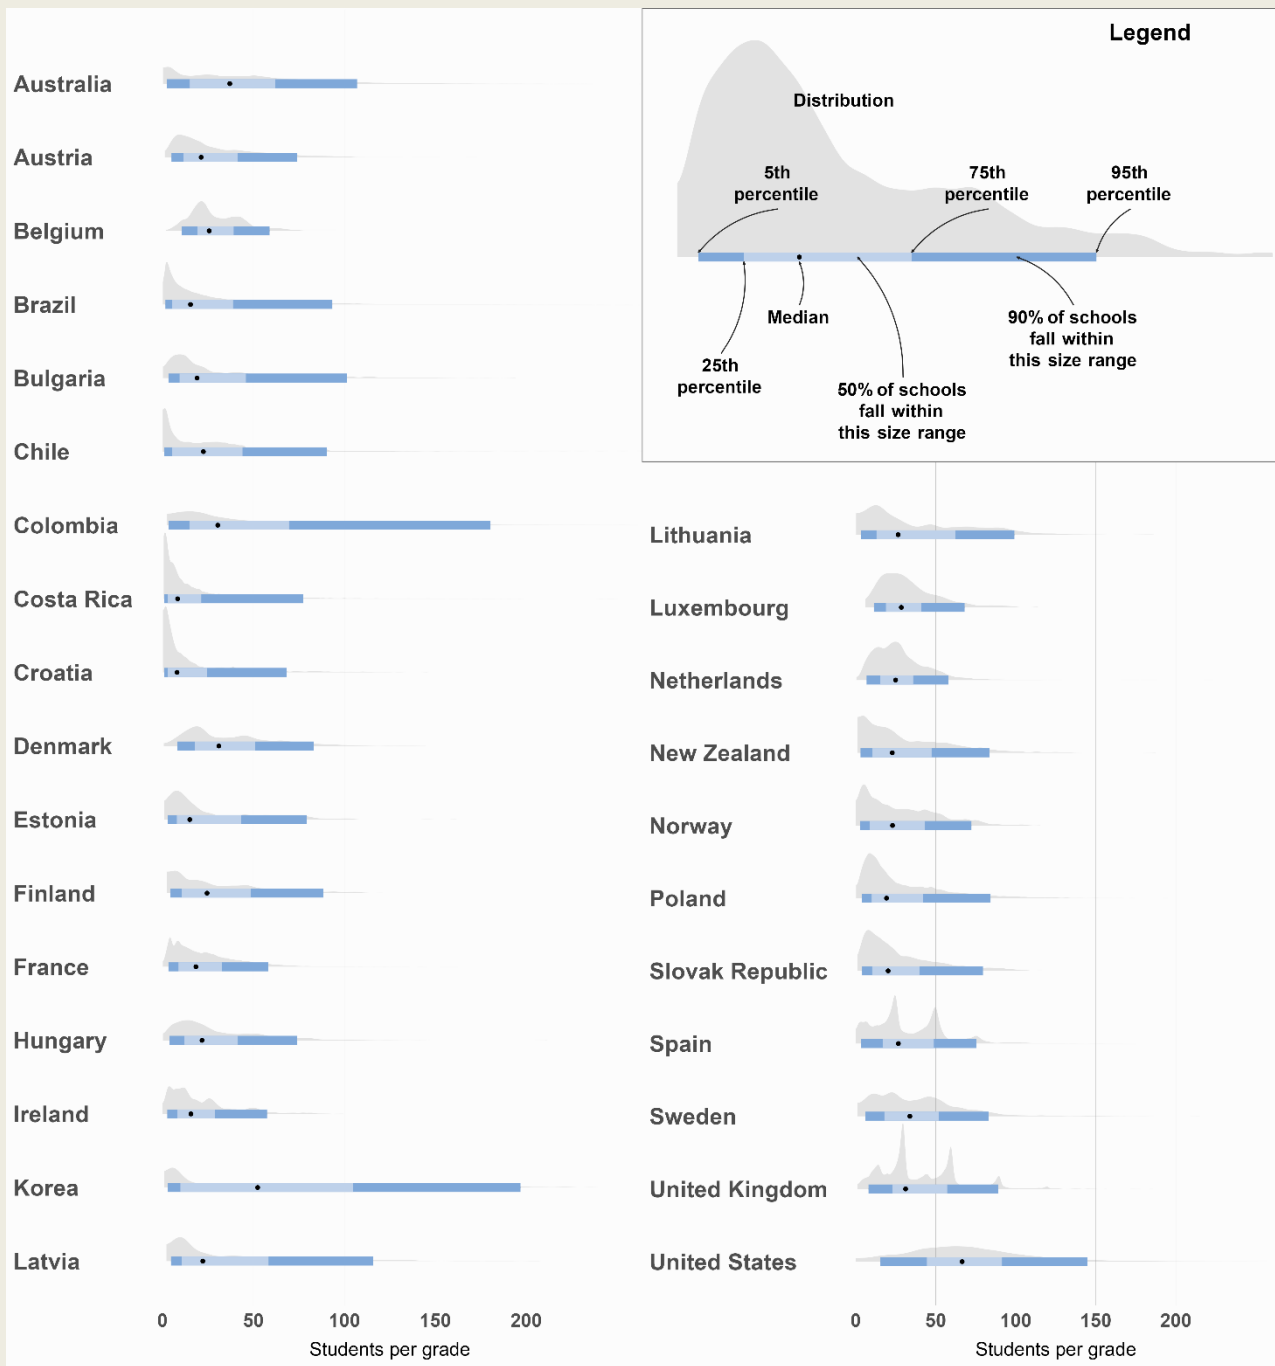 Legend
Distribution
5th
percentile
75th
percentile
95th
percentile
Median
25th
percentile
50% of schools
fall within
this size range
90% of schools
fall within
this size range
Australia
Austria
Belgium
Brazil
Bulgaria
Chile
Colombia
Costa Rica
Croatia
Denmark
Estonia
Finland
France
Hungary
Ireland
Korea
Latvia
0 50 100 150 200
Students per grade
Lithuania
Luxembourg
Netherlands
New Zealand
Norway
Poland
Slovak Republic
Spain
Sweden
United Kingdom
United States
0 50 100 150 200
Students per grade